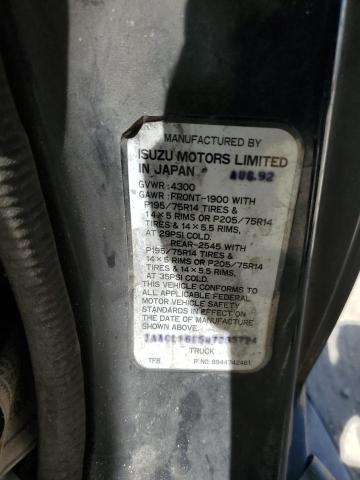 MANUFACTURED BY
ISUZU MOTORS LIMITED
IN JAPAN AUG.92
GVWR:4300
GAWR:FRONT-1900 WITH
P195/75R14 TIRES &
14×5 RIMS OR P205/75R14
TIRES & 14×5.5 RIMS,
AT 29PSI COLD.
REAR-2545 WITH
P195/75R14 TIRES &
14×5 RIMS OR P205/75R14
TIRES & 14×5.5 RIMS,
AT 35PSI COLD.
THIS VEHICLE CONFORMS TO
ALL APPLICABLE FEDERAL
MOTOR VEHICLE SAFETY
STANDARDS IN EFFECT ON
THE DATE OF MANUFACTURE
SHOWN ABOVE.
TRUCK
P/NO.8944742461